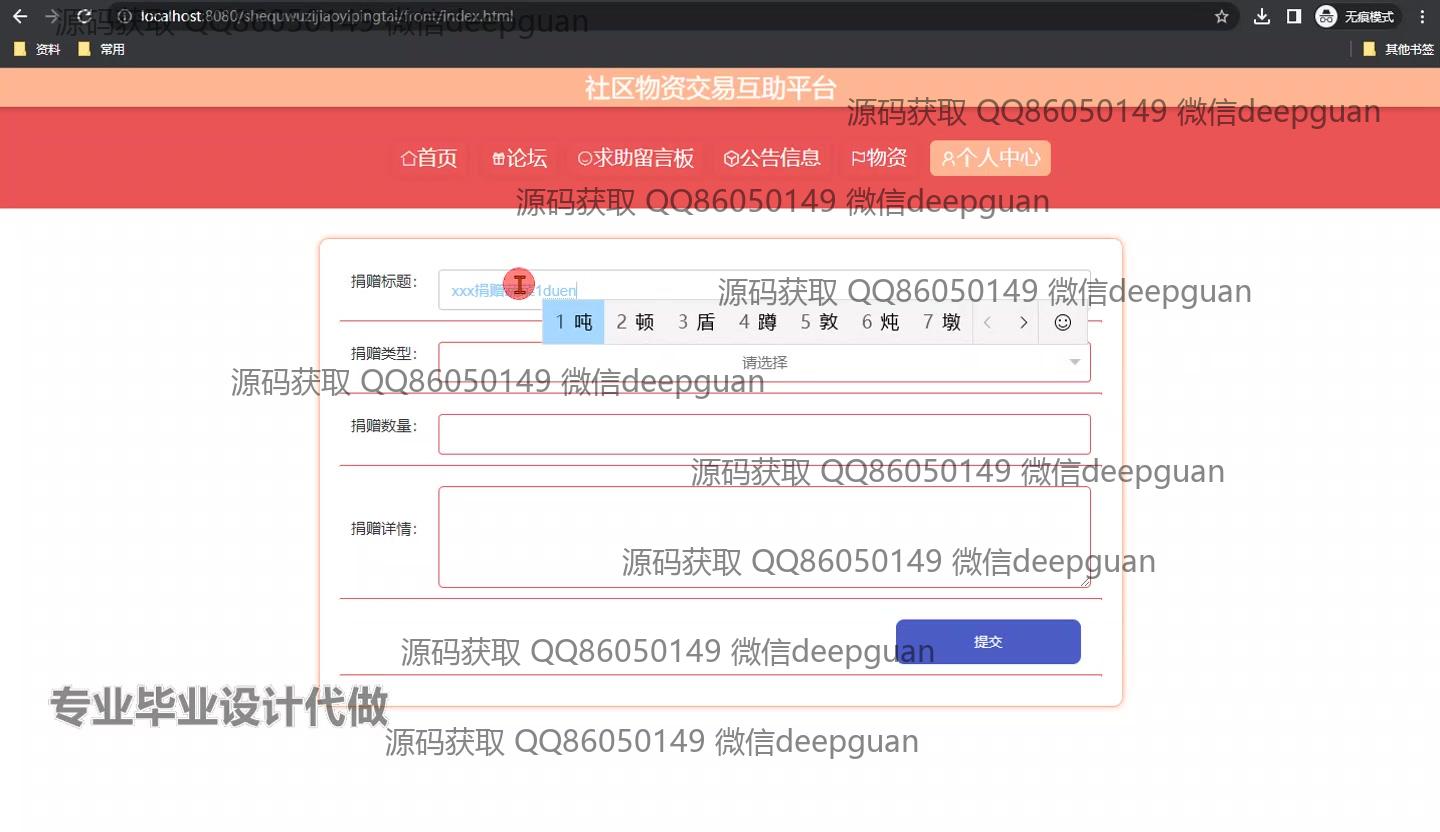 localhost:8080/shequwuzijiaoyipingtai/front/index.html
无痕模式
源码获取 QQ86050149 微信deepguan
资料 常用 其他书签
社区物资交易互助平台
源码获取 QQ86050149 微信deepguan
首页 论坛 求助留言板 公告信息 物资 个人中心
源码获取 QQ86050149 微信deepguan
捐赠标题：
xxx捐赠 1duen
源码获取 QQ86050149 微信deepguan
1 吨 2 顿 3 盾 4 蹲 5 敦 6 炖 7 墩
捐赠类型： 请选择
源码获取 QQ86050149 微信deepguan
捐赠数量：
源码获取 QQ86050149 微信deepguan
捐赠详情：
源码获取 QQ86050149 微信deepguan
提交
源码获取 QQ86050149 微信deepguan
专业毕业设计代做
源码获取 QQ86050149 微信deepguan